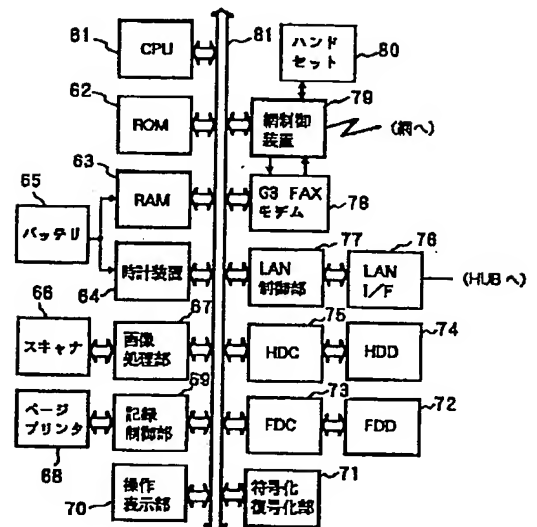 61
CPU
81
ハンド
セット
80
62
ROM
79
網制御
装置
(網へ)
63
65
RAM
G3 FAX
モデム
78
バッテリ
時計装置
64
77
LAN
制御部
76
LAN
I/F
(HUBへ)
66
スキャナ
67
画像
処理部
75
HDC
74
HDD
69
ページ
プリンタ
68
記録
制御部
73
FDC
72
FDD
70
操作
表示部
71
符号化
復号化部